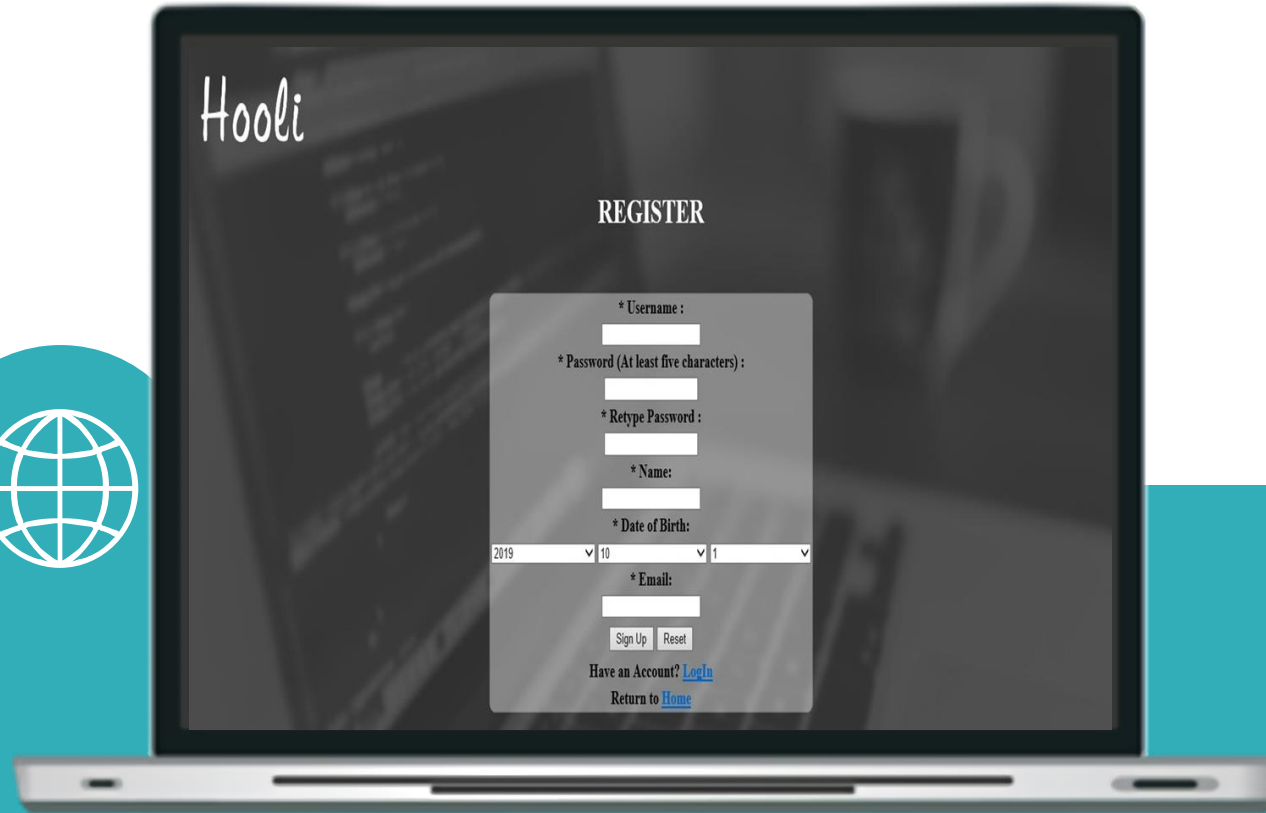 Hooli
REGISTER
* Username :
* Password (At least five characters) :
* Retype Password :
* Name:
* Date of Birth:
2019 10 1
* Email:
Sign Up Reset
Have an Account? LogIn
Return to Home